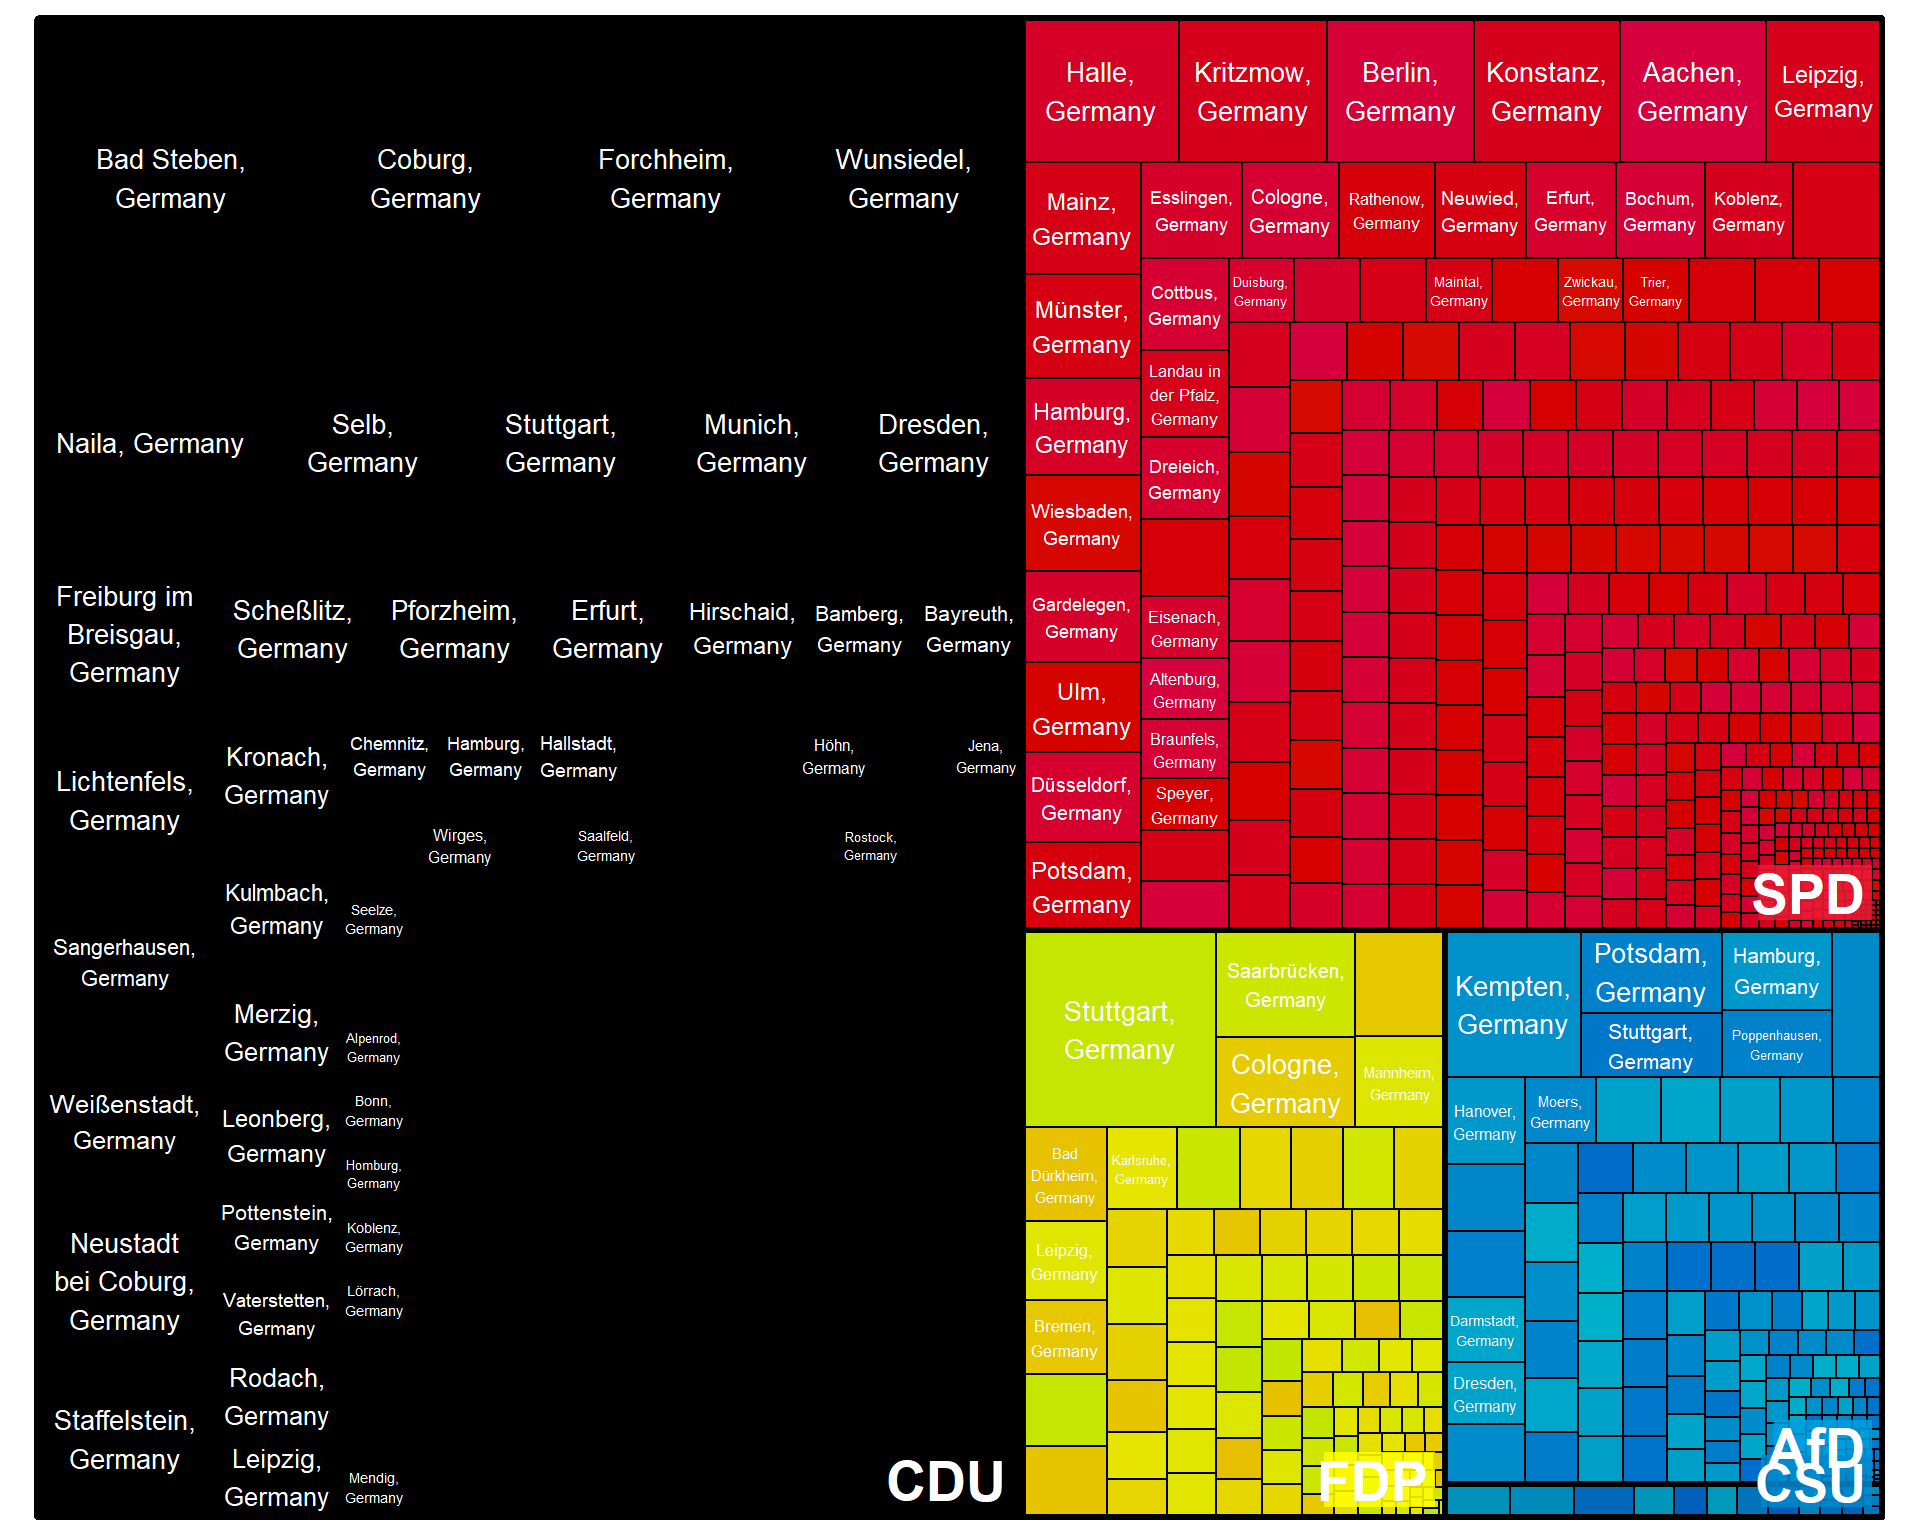 Bad Steben,
Germany
Coburg,
Germany
Forchheim,
Germany
Wunsiedel,
Germany
Naila, Germany
Selb,
Germany
Stuttgart,
Germany
Munich,
Germany
Dresden,
Germany
Freiburg im
Breisgau,
Germany
Scheßlitz,
Germany
Pforzheim,
Germany
Erfurt,
Germany
Hirschaid,
Germany
Bamberg,
Germany
Bayreuth,
Germany
Lichtenfels,
Germany
Kronach,
Germany
Chemnitz,
Germany
Hamburg,
Germany
Hallstadt,
Germany
Höhn,
Germany
Jena,
Germany
Wirges,
Germany
Saalfeld,
Germany
Rostock,
Germany
Kulmbach,
Germany
Seelze,
Germany
Sangerhausen,
Germany
Merzig,
Germany
Alpenrod,
Germany
Weißenstadt,
Germany
Leonberg,
Germany
Bonn,
Germany
Homburg,
Germany
Pottenstein,
Germany
Koblenz,
Germany
Neustadt
bei Coburg,
Germany
Vaterstetten,
Germany
Lörrach,
Germany
Rodach,
Germany
Staffelstein,
Germany
Leipzig,
Germany
Mendig,
Germany
CDU
Halle,
Germany
Kritzmow,
Germany
Berlin,
Germany
Konstanz,
Germany
Aachen,
Germany
Leipzig,
Germany
Mainz,
Germany
Esslingen,
Germany
Cologne,
Germany
Rathenow,
Germany
Neuwied,
Germany
Erfurt,
Germany
Bochum,
Germany
Koblenz,
Germany
Münster,
Germany
Cottbus,
Germany
Duisburg,
Germany
Maintal,
Germany
Zwickau,
Germany
Trier,
Germany
Landau in
der Pfalz,
Germany
Hamburg,
Germany
Dreieich,
Germany
Wiesbaden,
Germany
Gardelegen,
Germany
Eisenach,
Germany
Ulm,
Germany
Altenburg,
Germany
Braunfels,
Germany
Düsseldorf,
Germany
Speyer,
Germany
Potsdam,
Germany
SPD
Stuttgart,
Germany
Saarbrücken,
Germany
Cologne,
Germany
Mannheim,
Germany
Bad
Dürkheim,
Germany
Karlsruhe,
Germany
Leipzig,
Germany
Bremen,
Germany
FDP
Kempten,
Germany
Potsdam,
Germany
Hamburg,
Germany
Stuttgart,
Germany
Poppenhausen,
Germany
Hanover,
Germany
Moers,
Germany
Darmstadt,
Germany
Dresden,
Germany
AfD
CSU